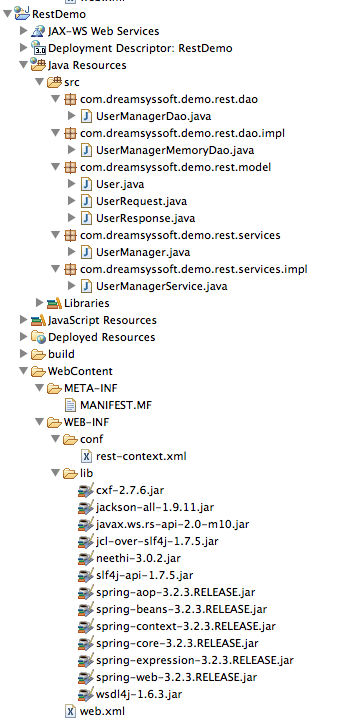 RestDemo
JAX-WS Web Services
3.0 Deployment Descriptor: RestDemo
Java Resources
src
com.dreamsyssoft.demo.rest.dao
UserManagerDao.java
com.dreamsyssoft.demo.rest.dao.impl
UserManagerMemoryDao.java
com.dreamsyssoft.demo.rest.model
User.java
UserRequest.java
UserResponse.java
com.dreamsyssoft.demo.rest.services
UserManager.java
com.dreamsyssoft.demo.rest.services.impl
UserManagerService.java
Libraries
JavaScript Resources
Deployed Resources
build
WebContent
META-INF
MANIFEST.MF
WEB-INF
conf
rest-context.xml
lib
cxf-2.7.6.jar
jackson-all-1.9.11.jar
javax.ws.rs-api-2.0-m10.jar
jcl-over-slf4j-1.7.5.jar
neethi-3.0.2.jar
slf4j-api-1.7.5.jar
spring-aop-3.2.3.RELEASE.jar
spring-beans-3.2.3.RELEASE.jar
spring-context-3.2.3.RELEASE.jar
spring-core-3.2.3.RELEASE.jar
spring-expression-3.2.3.RELEASE.jar
spring-web-3.2.3.RELEASE.jar
wsdl4j-1.6.3.jar
web.xml